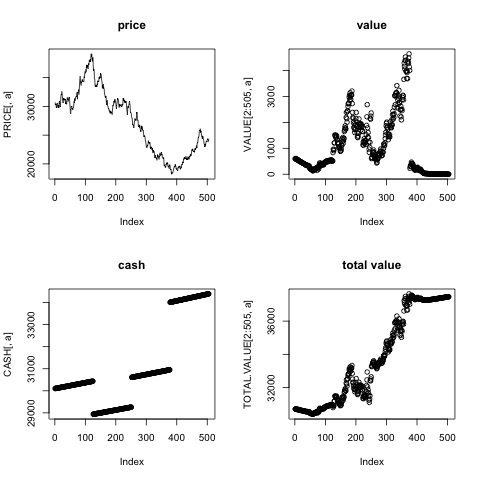 price
PRICE[, a]
20000
30000
0 100 200 300 400 500
Index
value
VALUE[2:505, a]
0
1000
3000
0 100 200 300 400 500
Index
cash
CASH[, a]
29000
31000
33000
0 100 200 300 400 500
Index
total value
TOTAL.VALUE[2:505, a]
32000
36000
0 100 200 300 400 500
Index